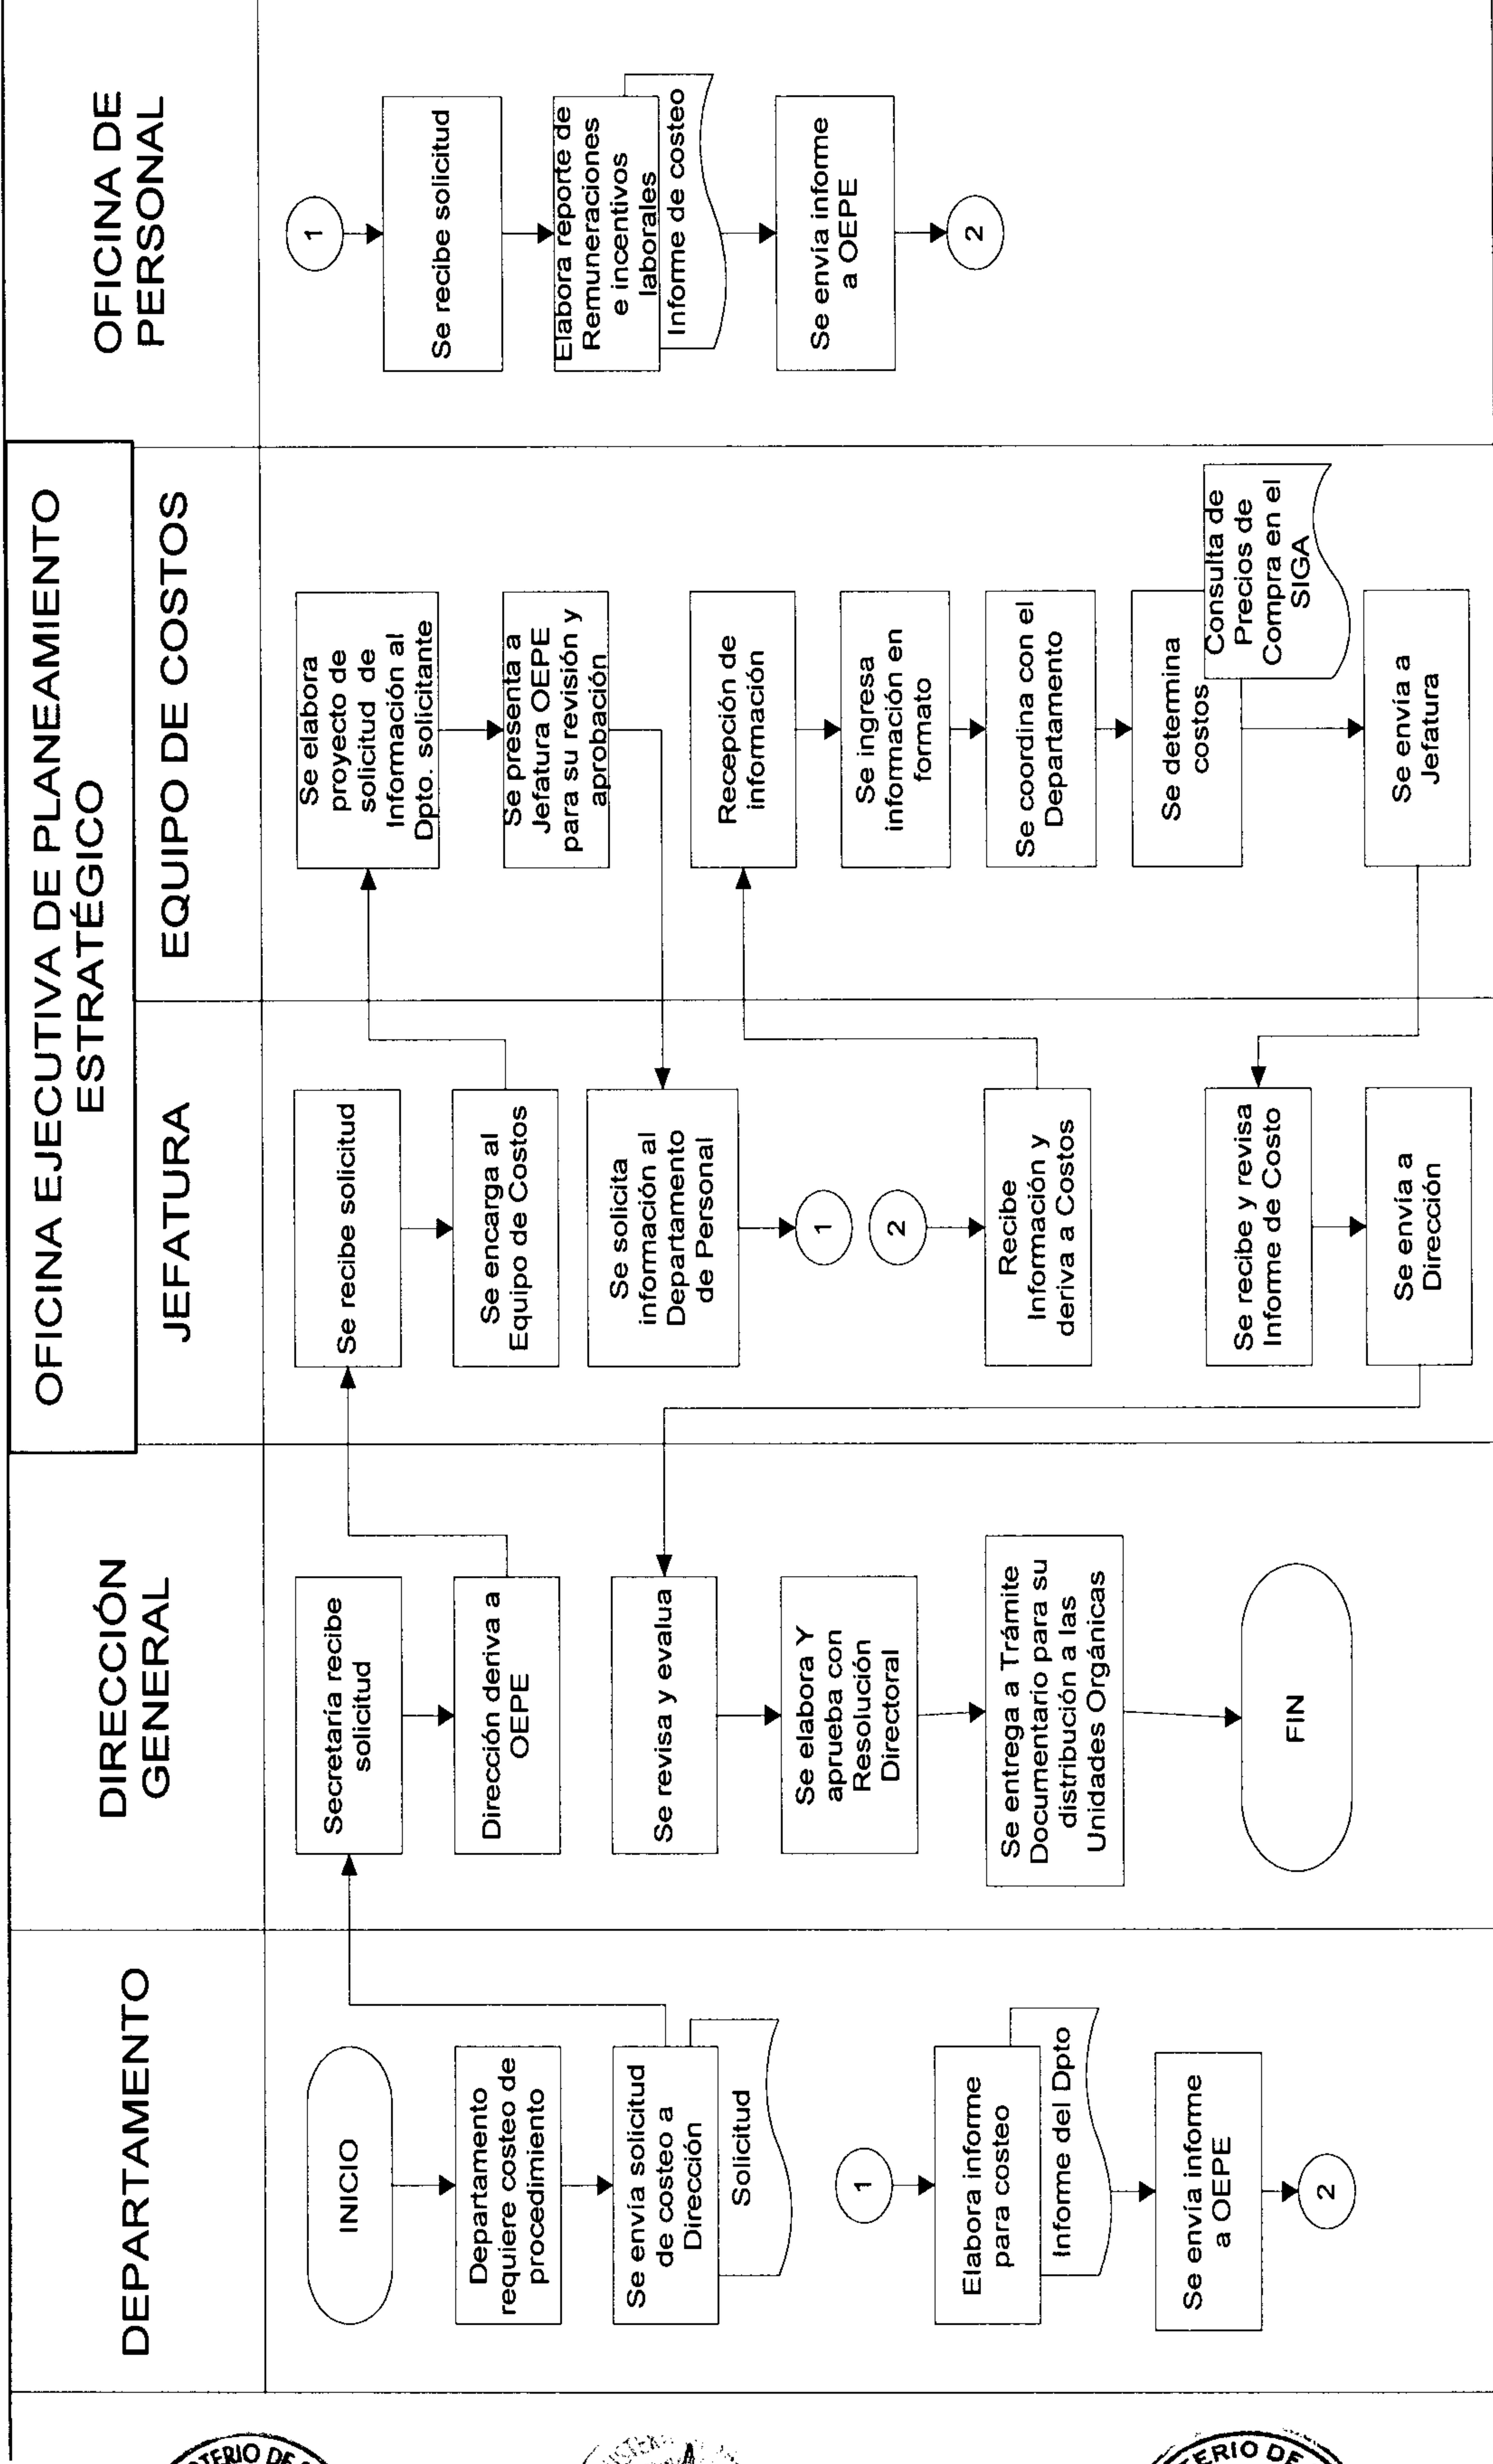 DEPARTAMENTO
DIRECCIÓN
GENERAL
OFICINA EJECUTIVA DE PLANEAMIENTO
ESTRATÉGICO
JEFATURA
EQUIPO DE COSTOS
OFICINA DE
PERSONAL
INICIO
Departamento
requiere costeo de
procedimiento
Se envía solicitud
de costeo a
Dirección
Solicitud
1
Elabora informe
para costeo
Informe del Dpto
Se envía informe
a OEPE
2
Secretaría recibe
solicitud
Dirección deriva a
OEPE
Se revisa y evalua
Se elabora Y
aprueba con
Resolución
Directoral
Se entrega a Trámite
Documentario para su
distribución a las
Unidades Orgánicas
FIN
Se recibe solicitud
Se encarga al
Equipo de Costos
Se solicita
información al
Departamento
de Personal
1
2
Recibe
Información y
deriva a Costos
Se recibe y revisa
Informe de Costo
Se envía a
Dirección
Se elabora
proyecto de
solicitud de
Información al
Dpto. solicitante
Se presenta a
Jefatura OEPE
para su revisión y
aprobación
Recepción de
información
Se ingresa
información en
formato
Se coordina con el
Departamento
Se determina
costos
Consulta de
Precios de
Compra en el
SIGA
Se envía a
Jefatura
1
Se recibe solicitud
Elabora reporte de
Remuneraciones
e incentivos
laborales
Informe de costeo
Se envía informe
a OEPE
2